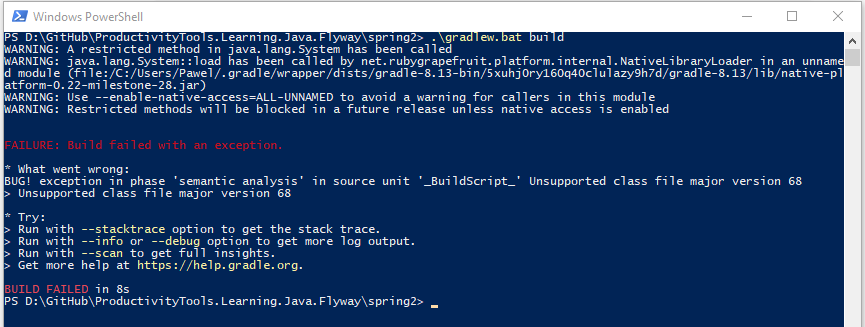 Windows PowerShell
PS D:\GitHub\ProductivityTools.Learning.Java.Flyway\spring2> .\gradlew.bat build
WARNING: A restricted method in java.lang.System has been called
WARNING: java.lang.System::load has been called by net.rubygrapefruit.platform.internal.NativeLibraryLoader in an unname
d module (file:/C:/Users/Pawel/.gradle/wrapper/dists/gradle-8.13-bin/5xuhj0ry160q40clulazy9h7d/gradle-8.13/lib/native-pl
atform-0.22-milestone-28.jar)
WARNING: Use --enable-native-access=ALL-UNNAMED to avoid a warning for callers in this module
WARNING: Restricted methods will be blocked in a future release unless native access is enabled
FAILURE: Build failed with an exception.
* What went wrong:
BUG! exception in phase 'semantic analysis' in source unit '_BuildScript_' Unsupported class file major version 68
> Unsupported class file major version 68
* Try:
> Run with --stacktrace option to get the stack trace.
> Run with --info or --debug option to get more log output.
> Run with --scan to get full insights.
> Get more help at https://help.gradle.org.
BUILD FAILED in 8s
PS D:\GitHub\ProductivityTools.Learning.Java.Flyway\spring2>